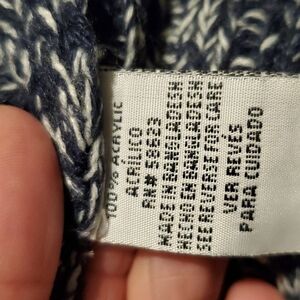 100% ACRYLIC
ACRILICO
RN# 58623
MADE IN BANGLADESH
HECHO EN BANGLADESH
SEE REVERSE FOR CARE
VER REVES
PARA CUIDADO